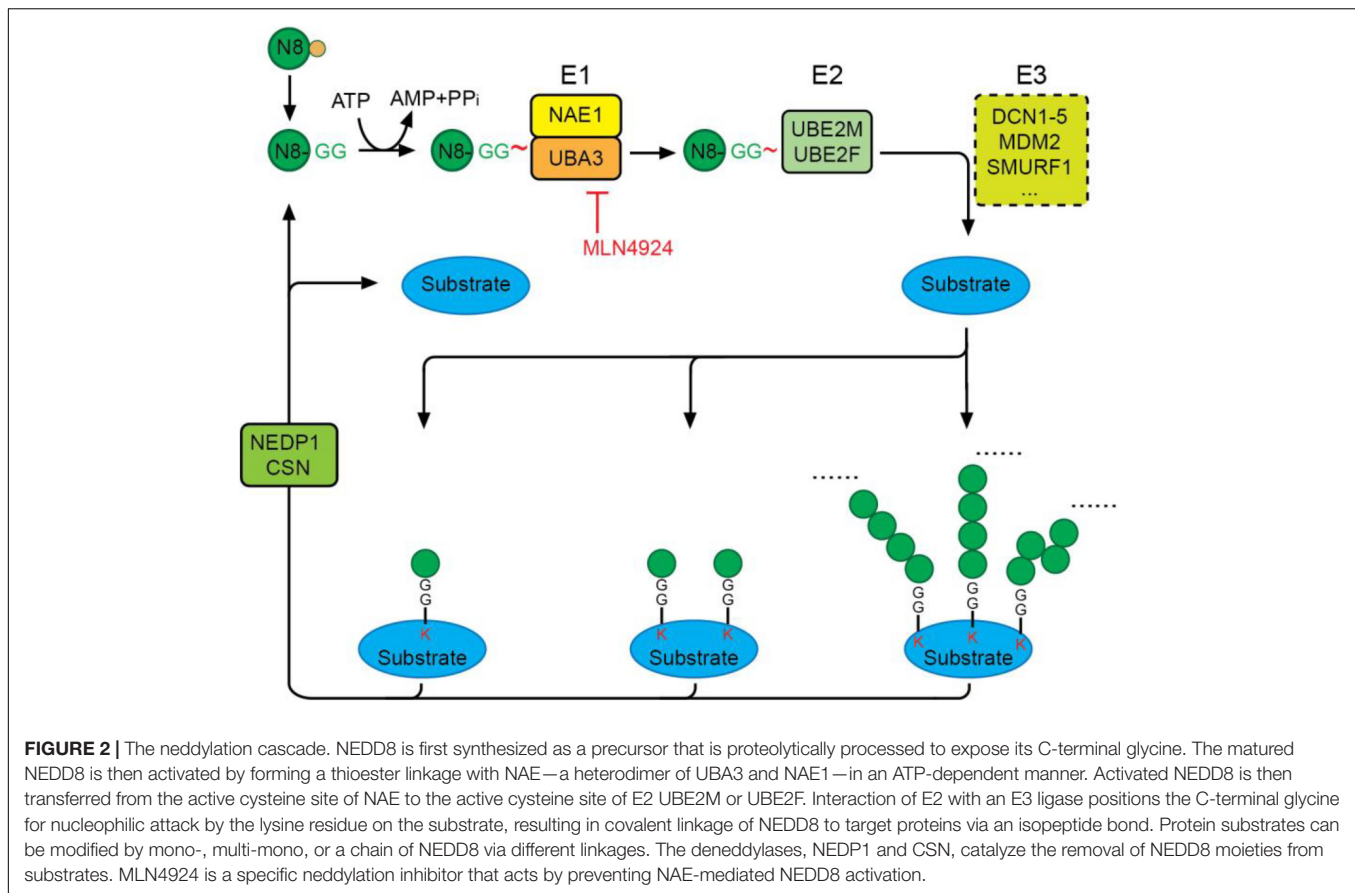 N8
E1
E2
E3
ATP
AMP+PPi
NAE1
UBA3
UBE2M
UBE2F
DCN1-5
MDM2
SMURF1
...
N8- GG
N8- GG ~
N8- GG ~
MLN4924
Substrate
Substrate
NEDP1
CSN
......
......
......
G
G
K
Substrate
G
G
G
G
K
K
Substrate
G
G
G
G
G
G
K
K
K
Substrate
FIGURE 2 | The neddylation cascade. NEDD8 is first synthesized as a precursor that is proteolytically processed to expose its C-terminal glycine. The matured
NEDD8 is then activated by forming a thioester linkage with NAE—a heterodimer of UBA3 and NAE1—in an ATP-dependent manner. Activated NEDD8 is then
transferred from the active cysteine site of NAE to the active cysteine site of E2 UBE2M or UBE2F. Interaction of E2 with an E3 ligase positions the C-terminal glycine
for nucleophilic attack by the lysine residue on the substrate, resulting in covalent linkage of NEDD8 to target proteins via an isopeptide bond. Protein substrates can
be modified by mono-, multi-mono, or a chain of NEDD8 via different linkages. The deneddylases, NEDP1 and CSN, catalyze the removal of NEDD8 moieties from
substrates. MLN4924 is a specific neddylation inhibitor that acts by preventing NAE-mediated NEDD8 activation.